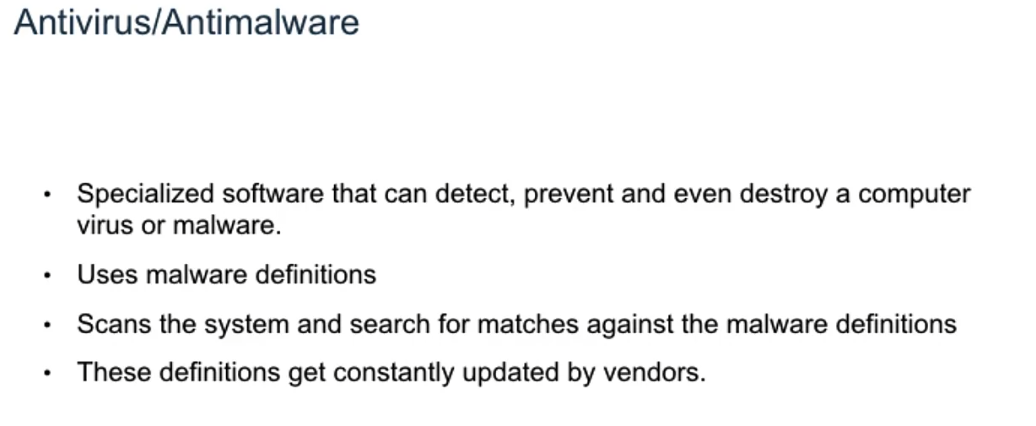 Antivirus/Antimalware
• Specialized software that can detect, prevent and even destroy a computer
virus or malware.
• Uses malware definitions
• Scans the system and search for matches against the malware definitions
• These definitions get constantly updated by vendors.